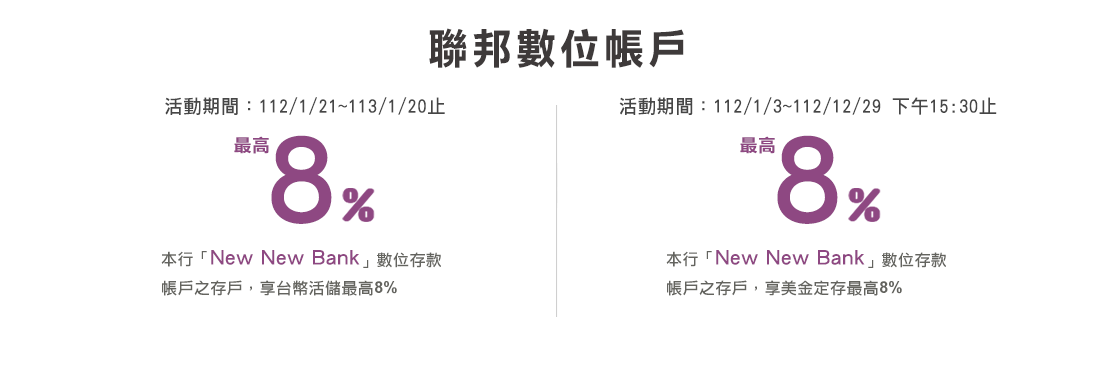 聯邦數位帳戶
活動期間：112/1/21~113/1/20止
最高8%
本行「New New Bank」數位存款
帳戶之存戶，享台幣活儲最高8%
活動期間：112/1/3~112/12/29 下午15:30止
最高8%
本行「New New Bank」數位存款
帳戶之存戶，享美金定存最高8%